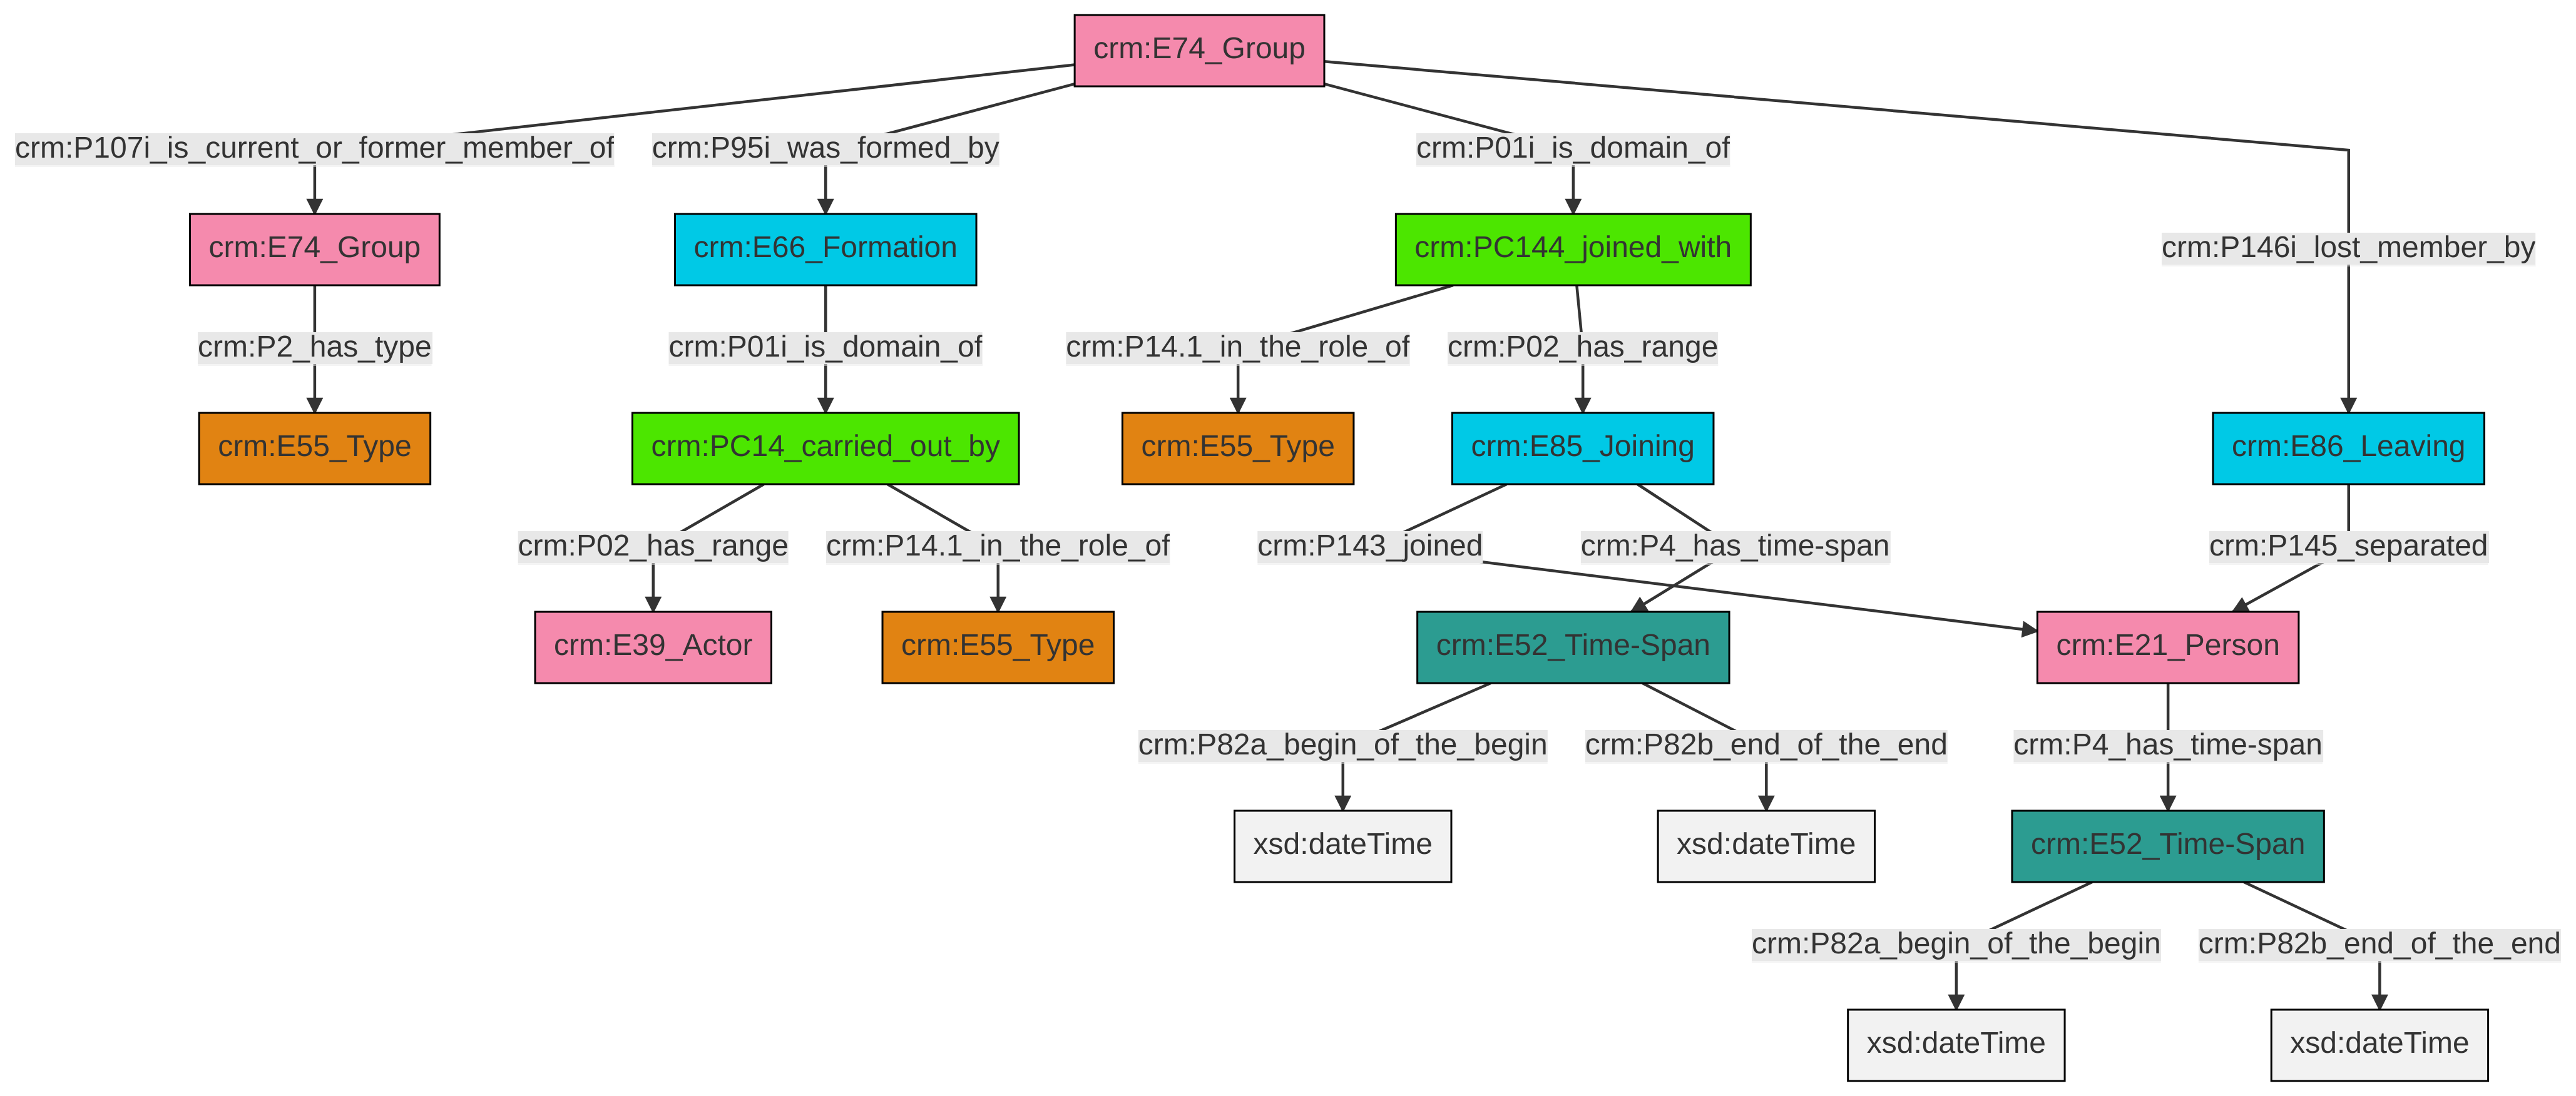 crm:E74_Group
crm:P107i_is_current_or_former_member_of
crm:P95i_was_formed_by
crm:P01i_is_domain_of
crm:P146i_lost_member_by
crm:E74_Group
crm:E66_Formation
crm:PC144_joined_with
crm:P2_has_type
crm:P01i_is_domain_of
crm:P14.1_in_the_role_of
crm:P02_has_range
crm:E55_Type
crm:PC14_carried_out_by
crm:E55_Type
crm:E85_Joining
crm:E86_Leaving
crm:P02_has_range
crm:P14.1_in_the_role_of
crm:P143_joined
crm:P4_has_time-span
crm:P145_separated
crm:E39_Actor
crm:E55_Type
crm:E52_Time-Span
crm:E21_Person
crm:P82a_begin_of_the_begin
crm:P82b_end_of_the_end
crm:P4_has_time-span
xsd:dateTime
xsd:dateTime
crm:E52_Time-Span
crm:P82a_begin_of_the_begin
crm:P82b_end_of_the_end
xsd:dateTime
xsd:dateTime